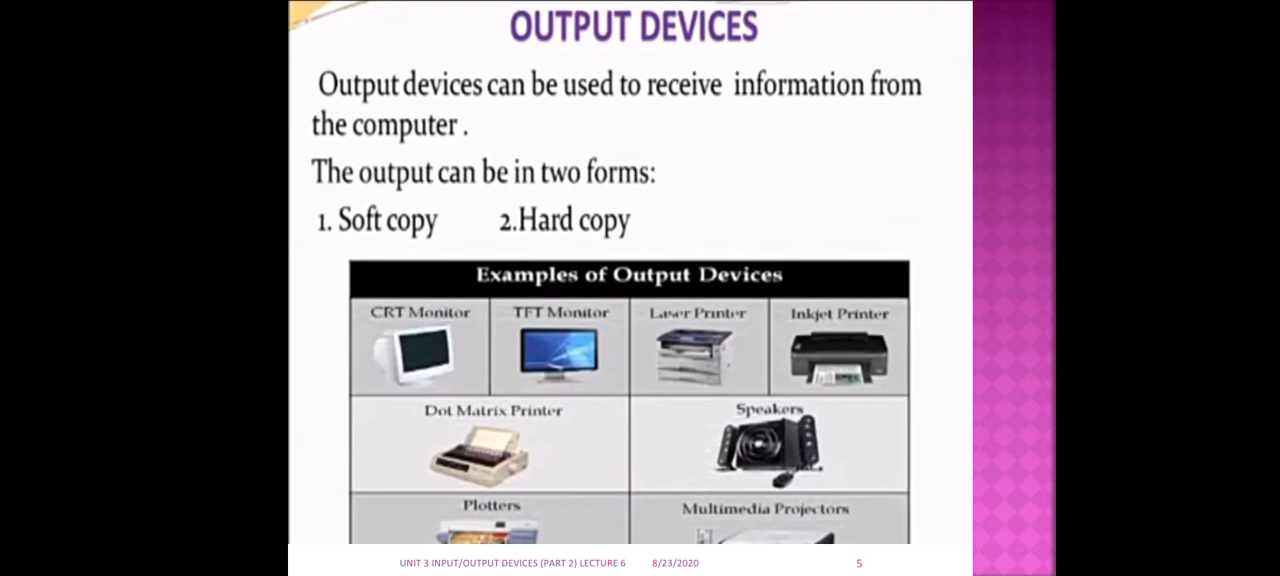 OUTPUT DEVICES
Output devices can be used to receive information from
the computer .
The output can be in two forms:
1. Soft copy 2.Hard copy
Examples of Output Devices
CRT Monitor TFT Monitor Laser Printer Inkjet Printer
Dot Matrix Printer Speakers
Plotters Multimedia Projectors
UNIT 3 INPUT/OUTPUT DEVICES (PART 2) LECTURE 6 8/23/2020 5